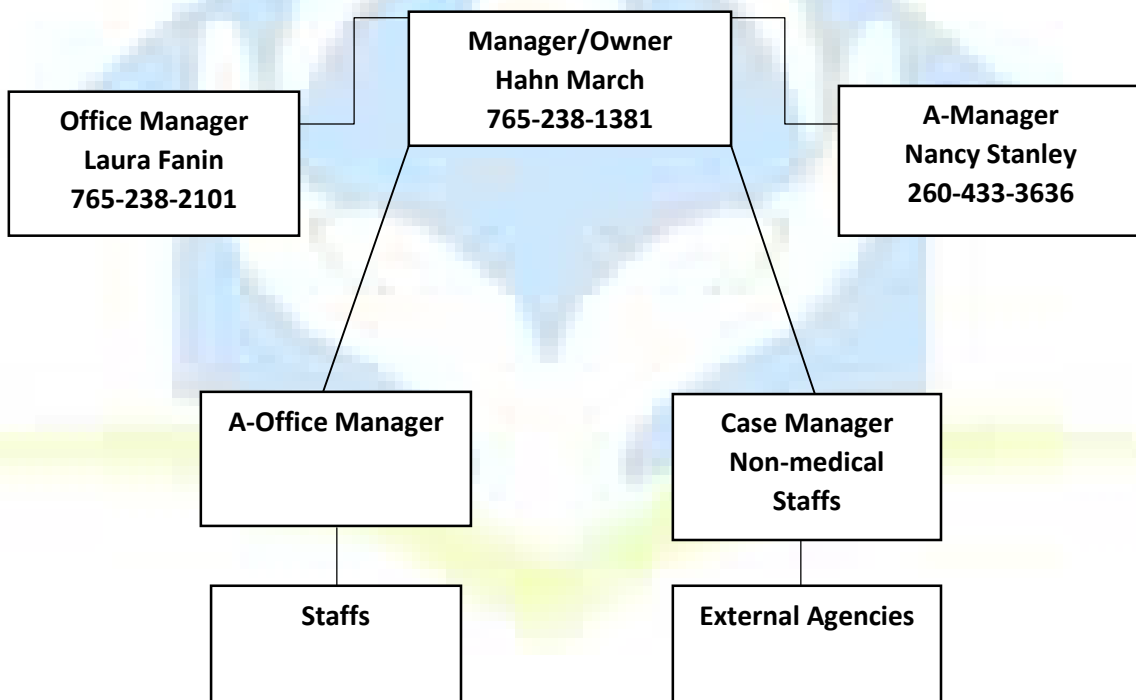 Manager/Owner
Hahn March
765-238-1381
Office Manager
Laura Fanin
765-238-2101
A-Manager
Nancy Stanley
260-433-3636
A-Office Manager
Case Manager
Non-medical
Staffs
Staffs
External Agencies